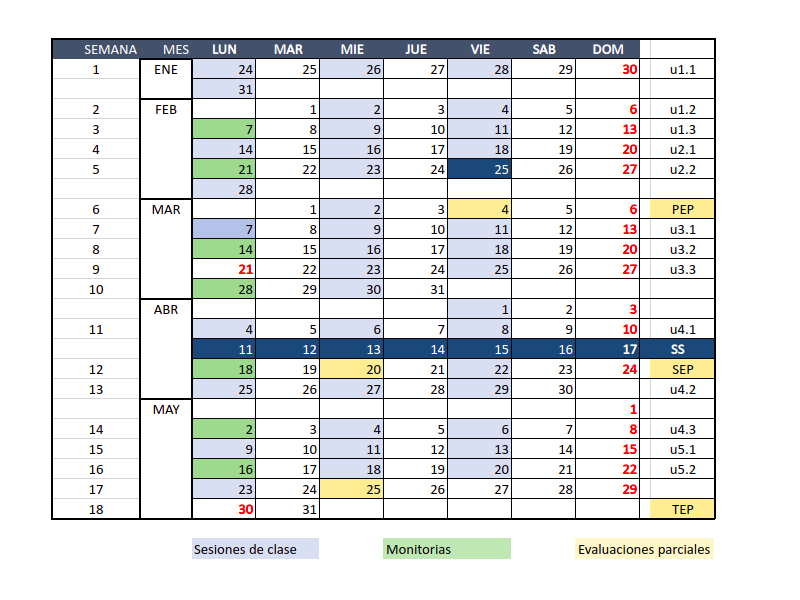 SEMANA MES LUN MAR MIE JUE VIE SAB DOM
1 ENE 24 25 26 27 28 29 30 u1.1
31
2 FEB 1 2 3 4 5 6 u1.2
3 7 8 9 10 11 12 13 u1.3
4 14 15 16 17 18 19 20 u2.1
5 21 22 23 24 25 26 27 u2.2
28
6 MAR 1 2 3 4 5 6 PEP
7 7 8 9 10 11 12 13 u3.1
8 14 15 16 17 18 19 20 u3.2
9 21 22 23 24 25 26 27 u3.3
10 28 29 30 31
ABR 1 2 3
11 4 5 6 7 8 9 10 u4.1
11 12 13 14 15 16 17 SS
12 18 19 20 21 22 23 24 SEP
13 25 26 27 28 29 30 u4.2
MAY 1
14 2 3 4 5 6 7 8 u4.3
15 9 10 11 12 13 14 15 u5.1
16 16 17 18 19 20 21 22 u5.2
17 23 24 25 26 27 28 29
18 30 31 TEP
Sesiones de clase Monitorias Evaluaciones parciales